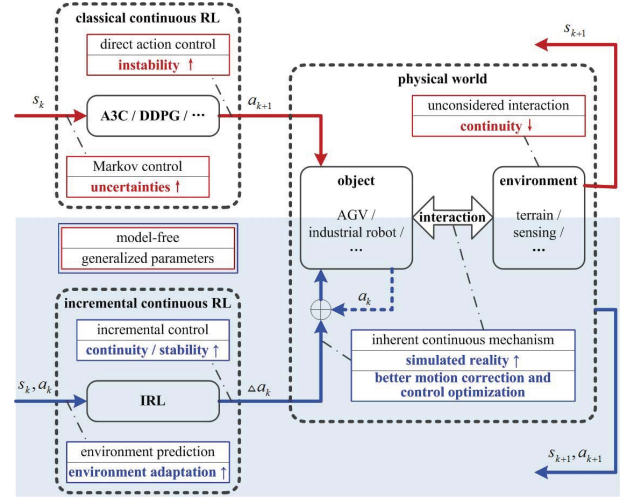 classical continuous RL
direct action control
instability ↑
s_k
A3C / DDPG / ···
a_{k+1}
Markov control
uncertainties ↑
s_{k+1}
physical world
unconsidered interaction
continuity ↓
object
AGV /
industrial robot /
···
interaction
environment
terrain /
sensing /
···
model-free
generalized parameters
a_k
incremental continuous RL
incremental control
continuity / stability ↑
s_k, a_k
IRL
△a_k
environment prediction
environment adaptation ↑
inherent continuous mechanism
simulated reality ↑
better motion correction and
control optimization
s_{k+1}, a_{k+1}